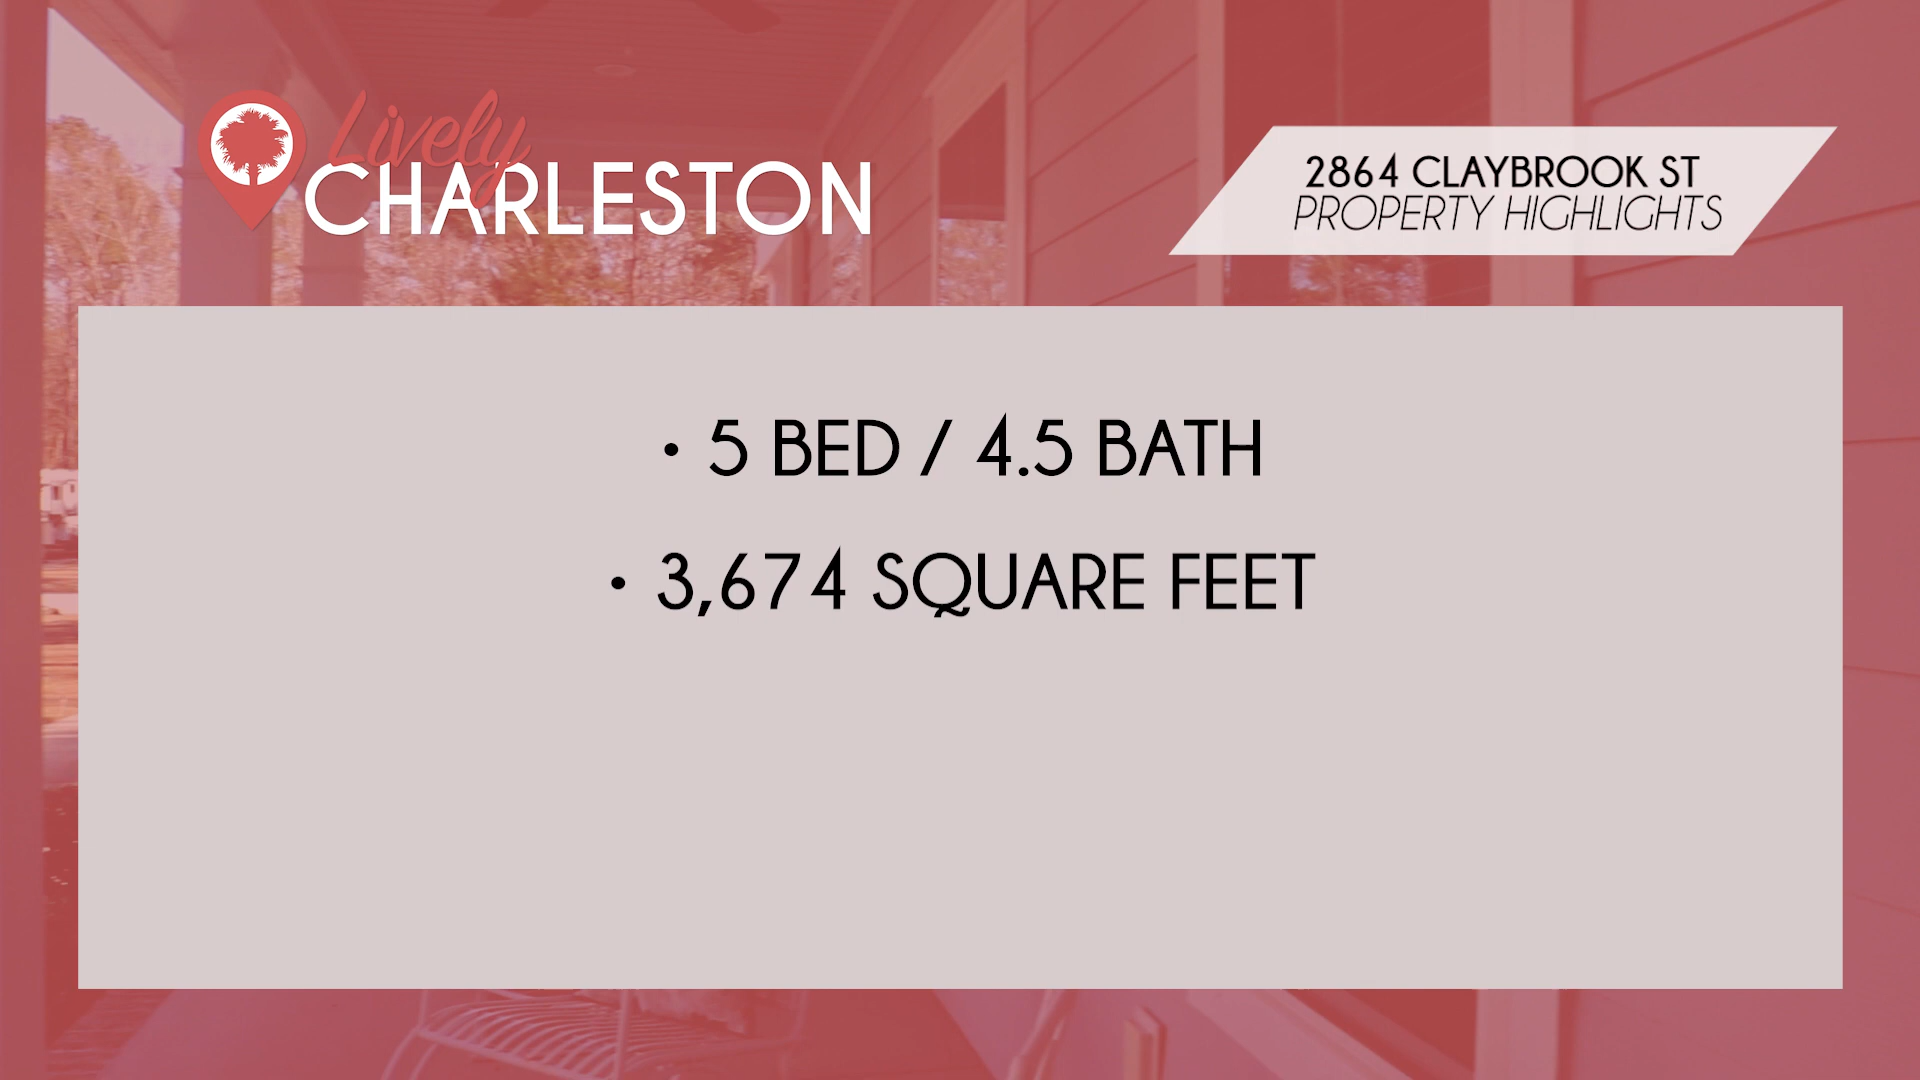 Lively
CHARLESTON
2864 CLAYBROOK ST
PROPERTY HIGHLIGHTS
• 5 BED / 4.5 BATH
• 3,674 SQUARE FEET